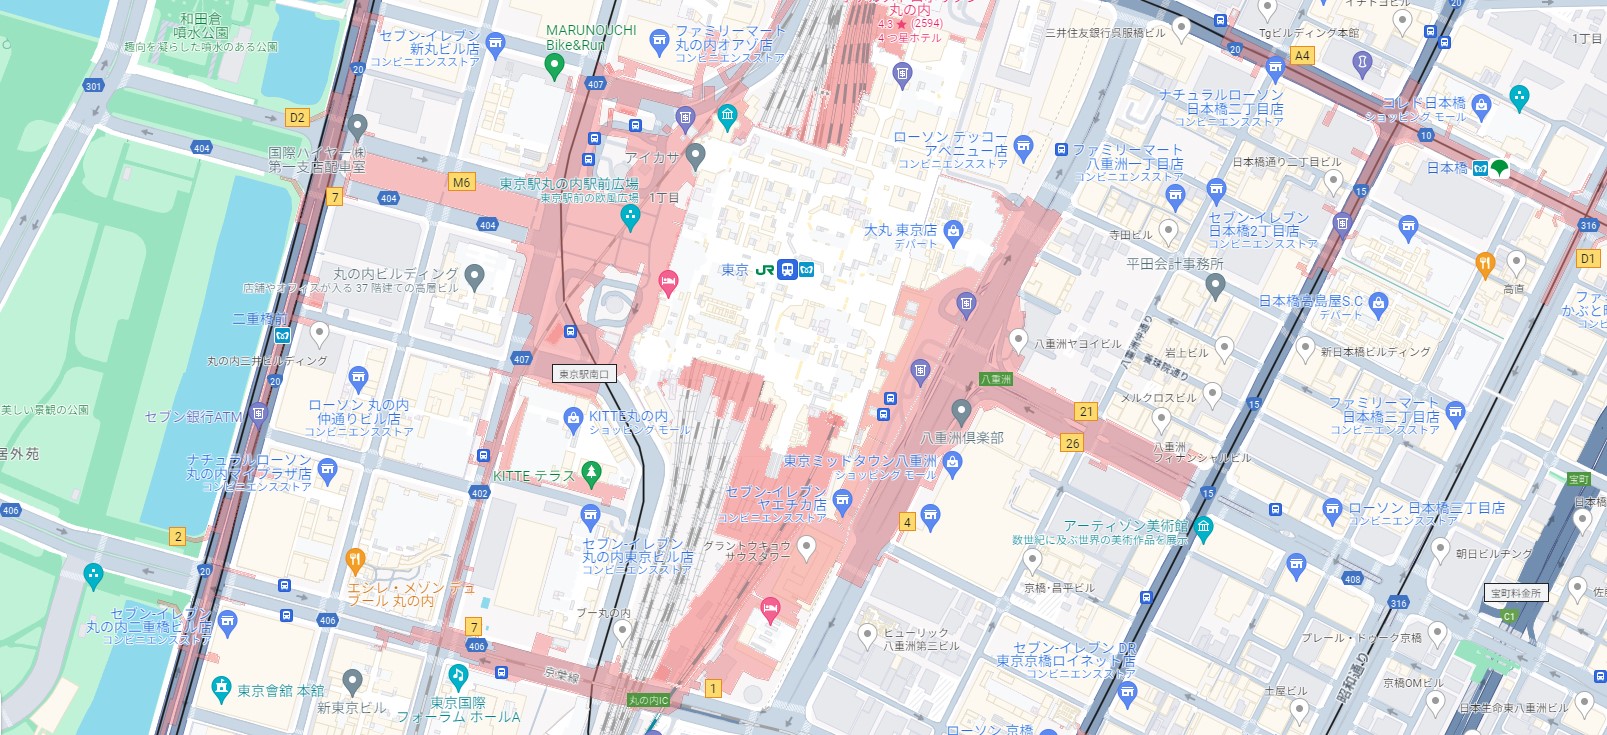 和田倉
噴水公園
趣向を凝らした噴水のある公園
セブン-イレブン
新丸ビル店
コンビニエンスストア
MARUNOUCHI
Bike&Run
ファミリーマート
丸の内オアゾ店
コンビニエンスストア
丸の内
4.3★ (2594)
4 つ星ホテル
三井住友銀行呉服橋ビル
Tgビルディング本館
イチトヨビル
1丁目
20
20
20
A4
301
407
D2
国際ハイヤー㈱
第一支店配車室
404
M6
7
404
404
アイカサ
東京駅丸の内駅前広場
東京駅前の欧風広場
1丁目
ローソン デッコー
アベニュー店
コンビニエンスストア
ファミリーマート
八重洲一丁目店
コンビニエンスストア
ナチュラルローソン
日本橋二丁目店
コンビニエンスストア
コレド日本橋
ショッピング モール
10
日本橋
日本橋通り二丁目ビル
15
セブン-イレブン
日本橋2丁目店
コンビニエンスストア
寺田ビル
316
D1
高直
大丸 東京店
デパート
東京
JR
平田会計事務所
丸の内ビルディング
店舗やオフィスが入る 37 階建ての高層ビル
二重橋前
丸の内三井ビルディング
407
東京駅南口
日本橋高島屋S.C
デパート
新日本橋ビルディング
八重洲ヤヨイビル
岩上ビル
養珠院通り
メルクロスビル
八重洲
20
15
美しい景観の公園
セブン銀行ATM
ローソン 丸の内
仲通りビル店
コンビニエンスストア
KITTE丸の内
ショッピング モール
八重洲倶楽部
21
26
八重洲
フィナンシャルビル
ファミリーマート
日本橋三丁目店
コンビニエンスストア
居外苑
ナチュラルローソン
丸の内マイプラザ店
コンビニエンスストア
KITTE テラス
東京ミッドタウン八重洲
ショッピング モール
セブン-イレブン
ヤエチカ店
コンビニエンスストア
402
15
宝町
406
4
アーティゾン美術館
数世紀に及ぶ世界の美術作品を展示
ローソン 日本橋三丁目店
コンビニエンスストア
2
セブン-イレブン
丸の内東京ビル店
コンビニエンスストア
グラントウキョウ
サウスタワー
朝日ビルヂング
20
エシレ・メゾン デュ
ブール 丸の内
京橋・昌平ビル
408
宝町料金所
316
C1
セブン-イレブン
丸の内二重橋ビル店
コンビニエンスストア
406
7
406
ブー丸の内
ヒューリック
八重洲第三ビル
プレール・ドゥーク京橋
セブン-イレブン DR
東京京橋ロイネット店
コンビニエンスストア
昭和通り
京葉線
東京會舘 本舘
新東京ビル
東京国際
フォーラム ホールA
丸の内IC
1
土屋ビル
京橋OMビル
日本生命東八重洲ビル
ローソン 京橋